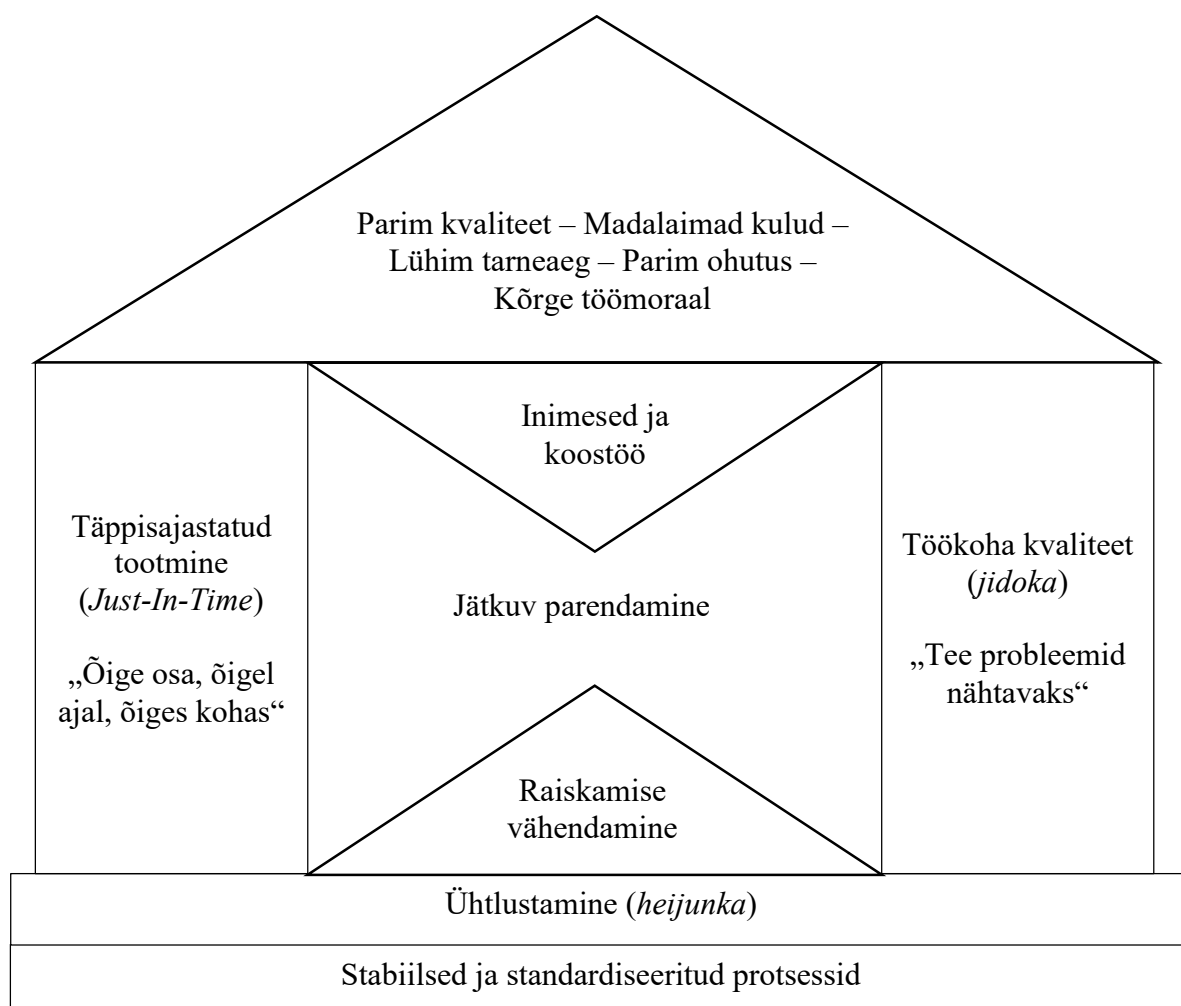 Parim kvaliteet – Madalaimad kulud –
Lühim tarneaeg – Parim ohutus –
Kõrge töömoraal
Inimesed ja
koostöö
Täppisajastatud
tootmine
(Just-In-Time)
„Õige osa, õigel
ajal, õiges kohas“
Jätkuv parendamine
Töökoha kvaliteet
(jidoka)
„Tee probleemid
nähtavaks“
Raiskamise
vähendamine
Ühtlustamine (heijunka)
Stabiilsed ja standardiseeritud protsessid